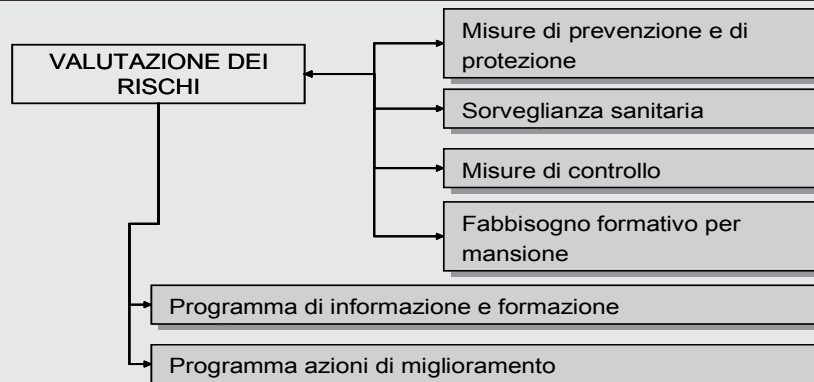 VALUTAZIONE DEI
RISCHI
Misure di prevenzione e di
protezione
Sorveglianza sanitaria
Misure di controllo
Fabbisogno formativo per
mansione
Programma di informazione e formazione
Programma azioni di miglioramento